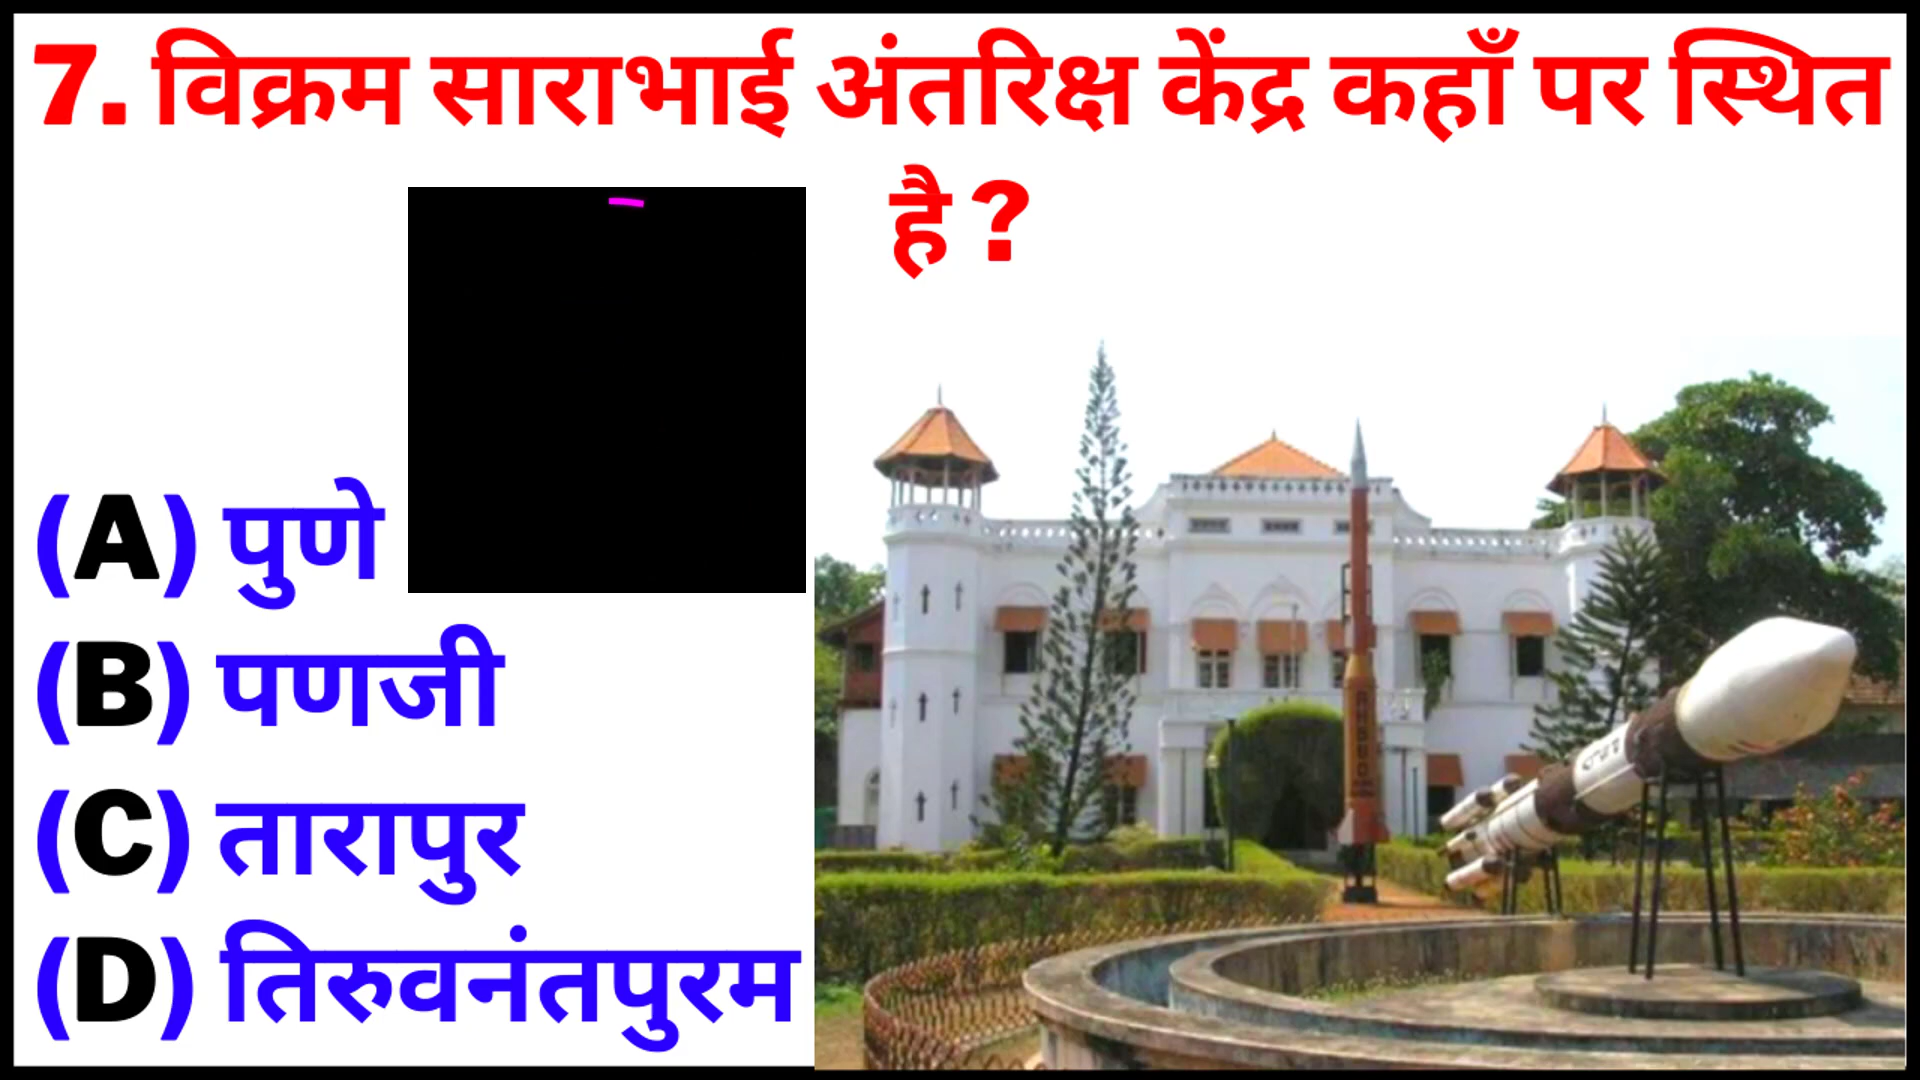 7. विक्रम साराभाई अंतरिक्ष केंद्र कहाँ पर स्थित
है ?
(A) पुणे
(B) पणजी
(C) तारापुर
(D) तिरुवनंतपुरम